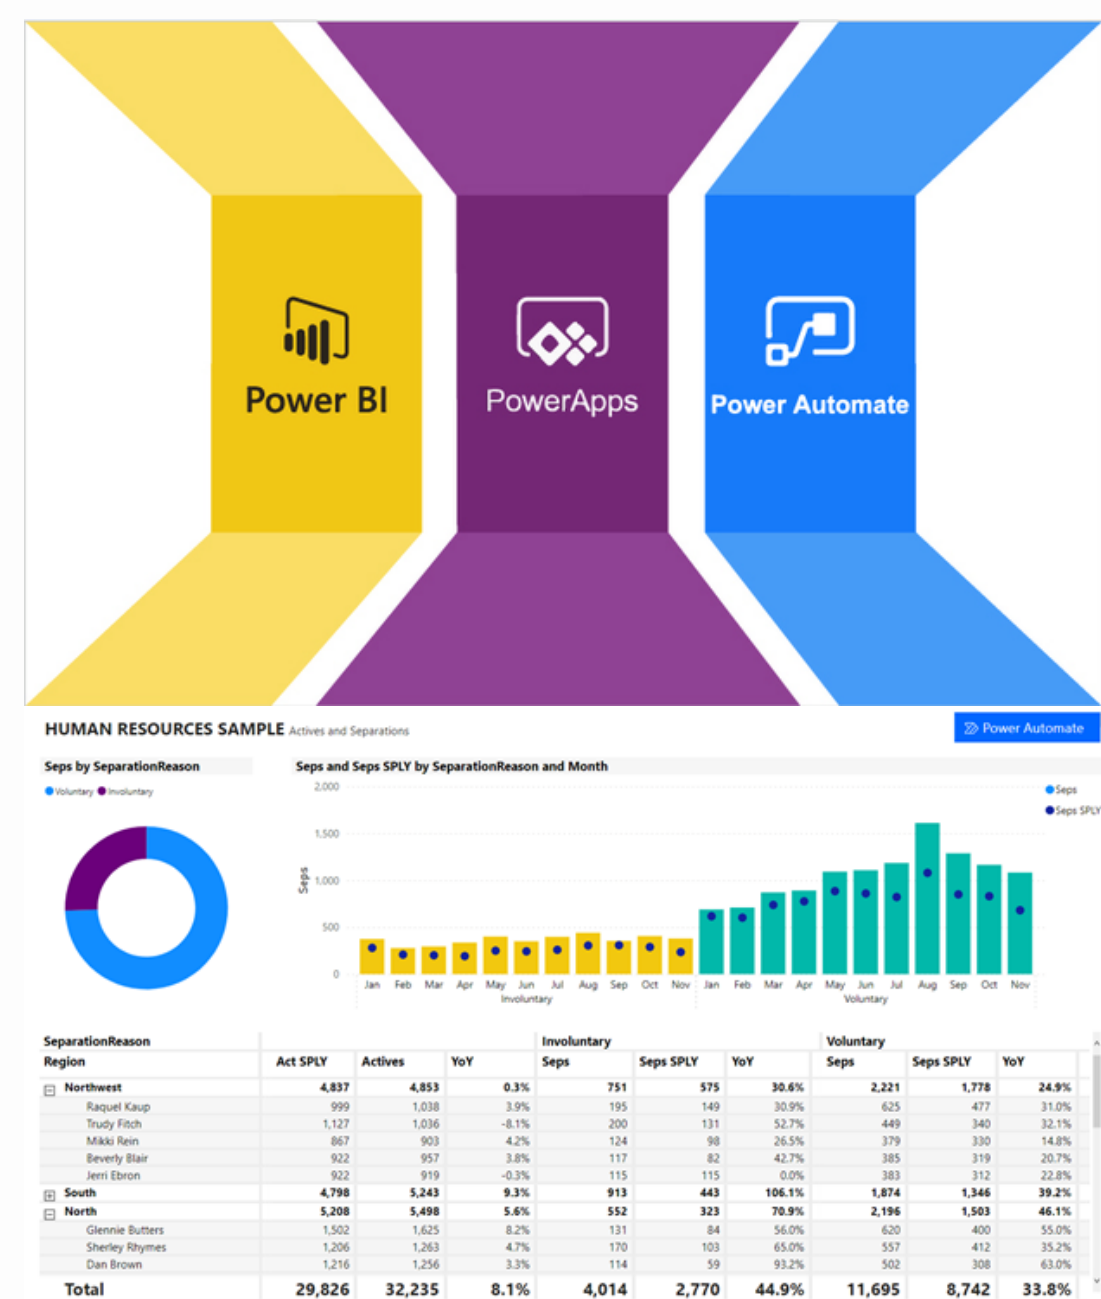 Power BI
PowerApps
Power Automate
HUMAN RESOURCES SAMPLE Actives and Separations
Power Automate
Seps by SeparationReason
Voluntary Involuntary
Seps and Seps SPLY by SeparationReason and Month
Seps
Seps SPLY
2,000
1,500
1,000
500
0
Seps
Jan Feb Mar Apr May Jun Jul Aug Sep Oct Nov Jan Feb Mar Apr May Jun Jul Aug Sep Oct Nov
Involuntary Voluntary
SeparationReason Involuntary Voluntary
Region Act SPLY Actives YoY Seps Seps SPLY YoY Seps Seps SPLY YoY
Northwest 4,837 4,853 0.3% 751 575 30.6% 2,221 1,778 24.9%
Raquel Kaup 999 1,038 3.9% 195 149 30.9% 625 477 31.0%
Trudy Fitch 1,127 1,036 -8.1% 200 131 52.7% 449 340 32.1%
Mikki Rein 867 903 4.2% 124 98 26.5% 379 330 14.8%
Beverly Blair 922 957 3.8% 117 82 42.7% 385 319 20.7%
Jerri Ebron 922 919 -0.3% 115 115 0.0% 383 312 22.8%
South 4,798 5,243 9.3% 913 443 106.1% 1,874 1,346 39.2%
North 5,208 5,498 5.6% 552 323 70.9% 2,196 1,503 46.1%
Glennie Butters 1,502 1,625 8.2% 131 84 56.0% 620 400 55.0%
Sherley Rhymes 1,206 1,263 4.7% 170 103 65.0% 557 412 35.2%
Dan Brown 1,216 1,256 3.3% 114 59 93.2% 502 308 63.0%
Total 29,826 32,235 8.1% 4,014 2,770 44.9% 11,695 8,742 33.8%